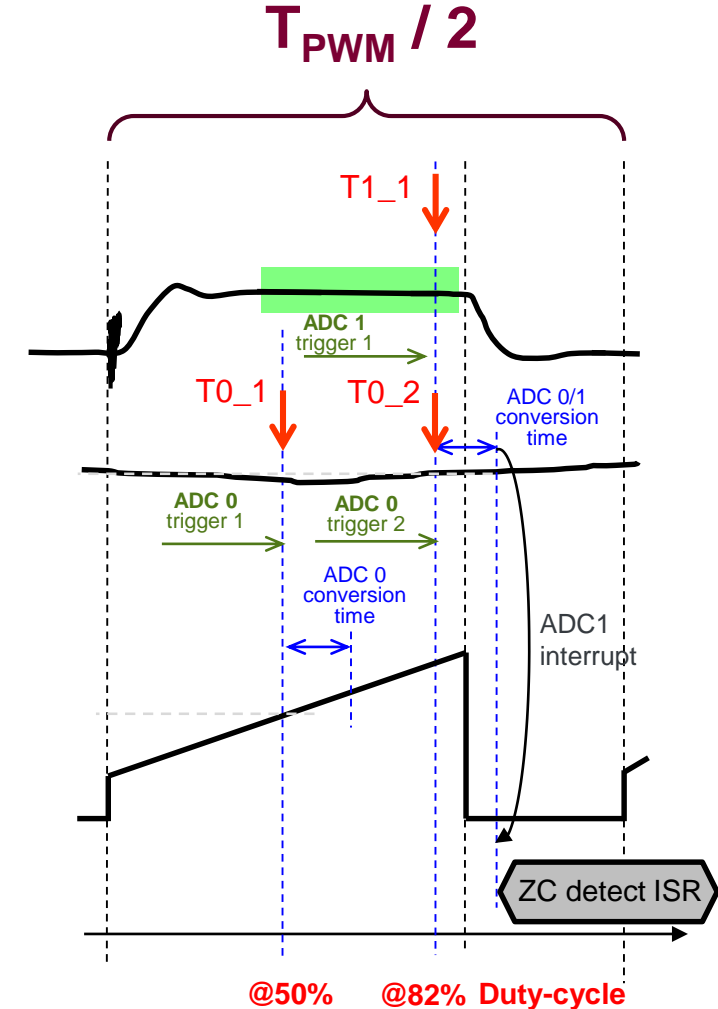 TPWM / 2
T1_1
ADC 1
trigger 1
T0_1
T0_2
ADC 0/1
conversion
time
ADC 0
trigger 1
ADC 0
trigger 2
ADC 0
conversion
time
ADC1
interrupt
ZC detect ISR
@50%
@82%
Duty-cycle